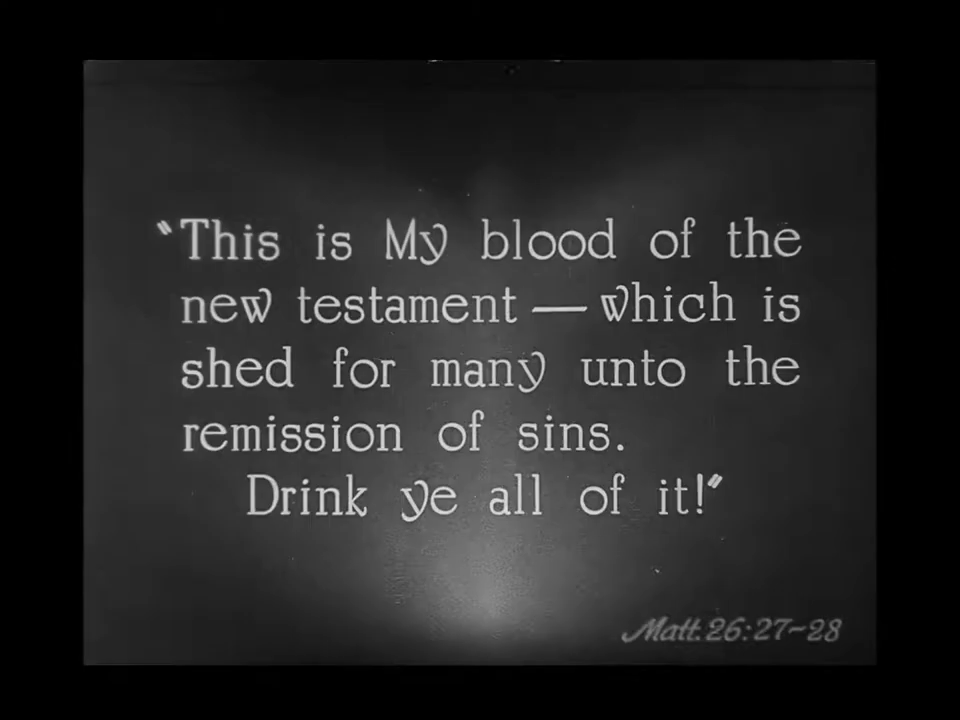 "This is My blood of the
new testament — which is
shed for many unto the
remission of sins.
Drink ye all of it!"
Matt. 26:27-28